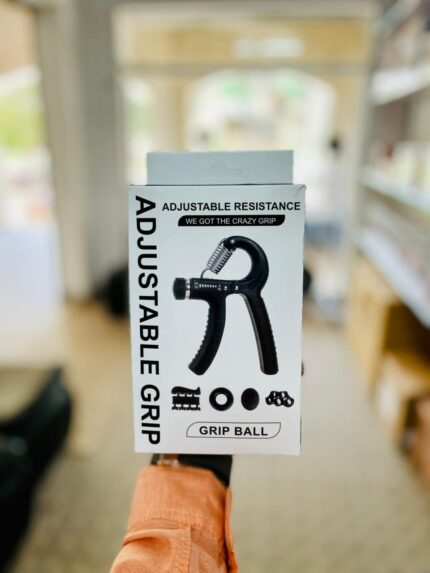 ADJUSTABLE RESISTANCE
WE GOT THE CRAZY GRIP
ADJUSTABLE GRIP
GRIP BALL